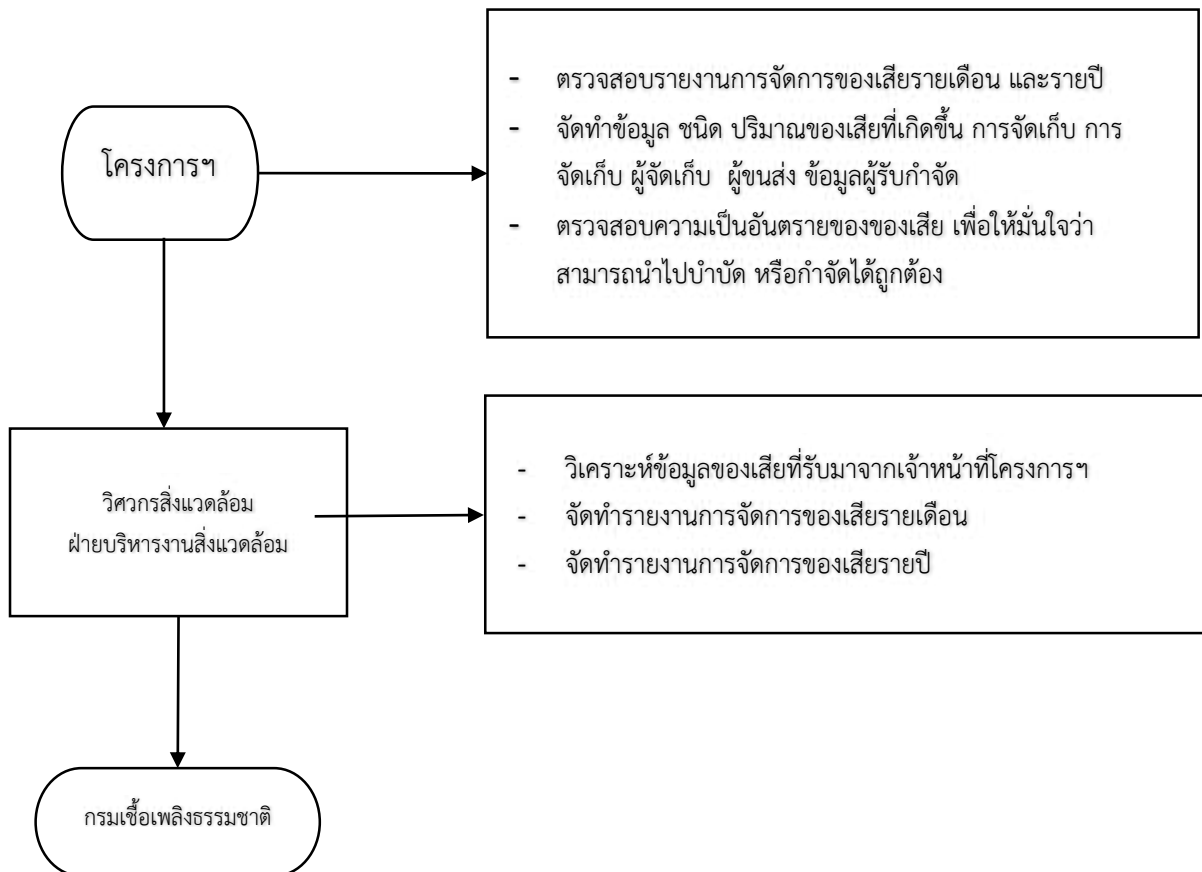 โครงการฯ
- ตรวจสอบรายงานการจัดการของเสียรายเดือน และรายปี
- จัดทำข้อมูล ชนิด ปริมาณของเสียที่เกิดขึ้น การจัดเก็บ การ
จัดเก็บ ผู้จัดเก็บ ผู้ขนส่ง ข้อมูลผู้รับกำจัด
- ตรวจสอบความเป็นอันตรายของของเสีย เพื่อให้มั่นใจว่า
สามารถนำไปบำบัด หรือกำจัดได้ถูกต้อง
วิศวกรสิ่งแวดล้อม
ฝ่ายบริหารงานสิ่งแวดล้อม
- วิเคราะห์ข้อมูลของเสียที่รับมาจากเจ้าหน้าที่โครงการฯ
- จัดทำรายงานการจัดการของเสียรายเดือน
- จัดทำรายงานการจัดการของเสียรายปี
กรมเชื้อเพลิงธรรมชาติ